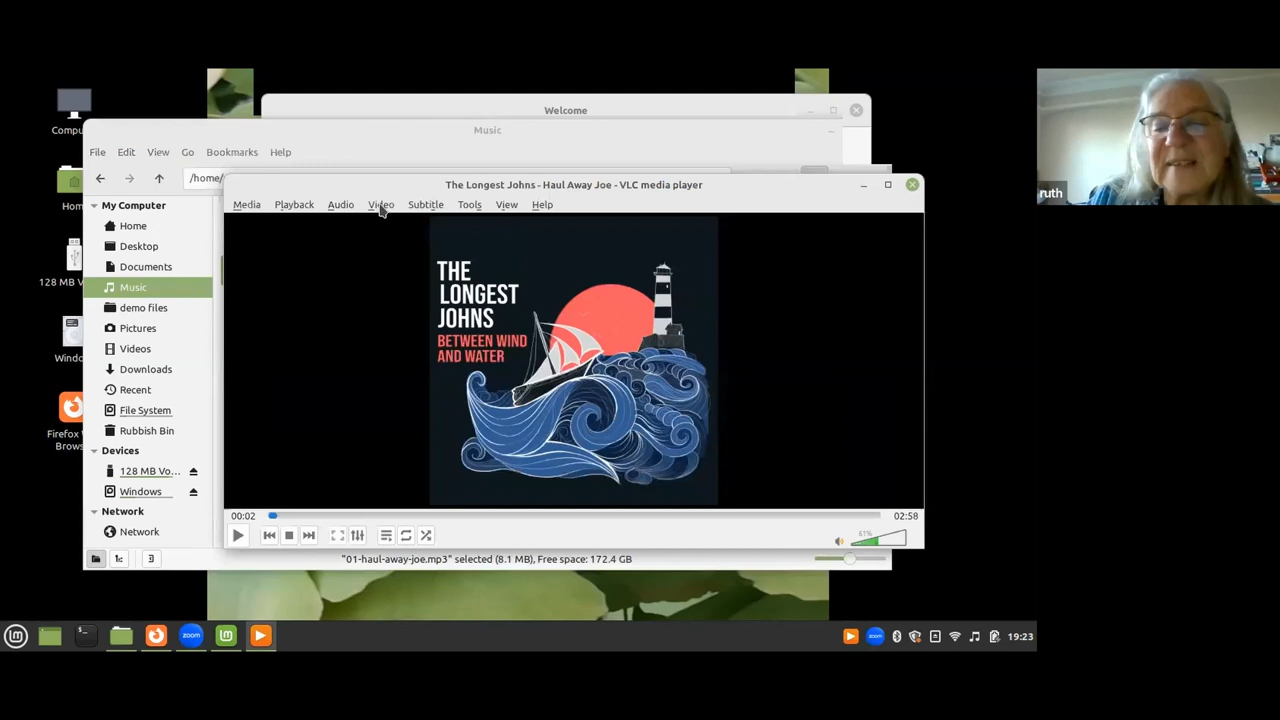 Welcome
Music
File Edit View Go Bookmarks Help
/home/
The Longest Johns - Haul Away Joe - VLC media player
Media Playback Audio Video Subtitle Tools View Help
My Computer
Home
Desktop
Documents
Music
demo files
Pictures
Videos
Downloads
Recent
File System
Rubbish Bin
Devices
128 MB Vo...
Windows
Network
Network
Compu
Hom
128 MB V
Windo
Firefox W
Brows
THE
LONGEST
JOHNS
BETWEEN WIND
AND WATER
00:02
02:58
61%
"01-haul-away-joe.mp3" selected (8.1 MB), Free space: 172.4 GB
zoom
zoom
19:23
ruth